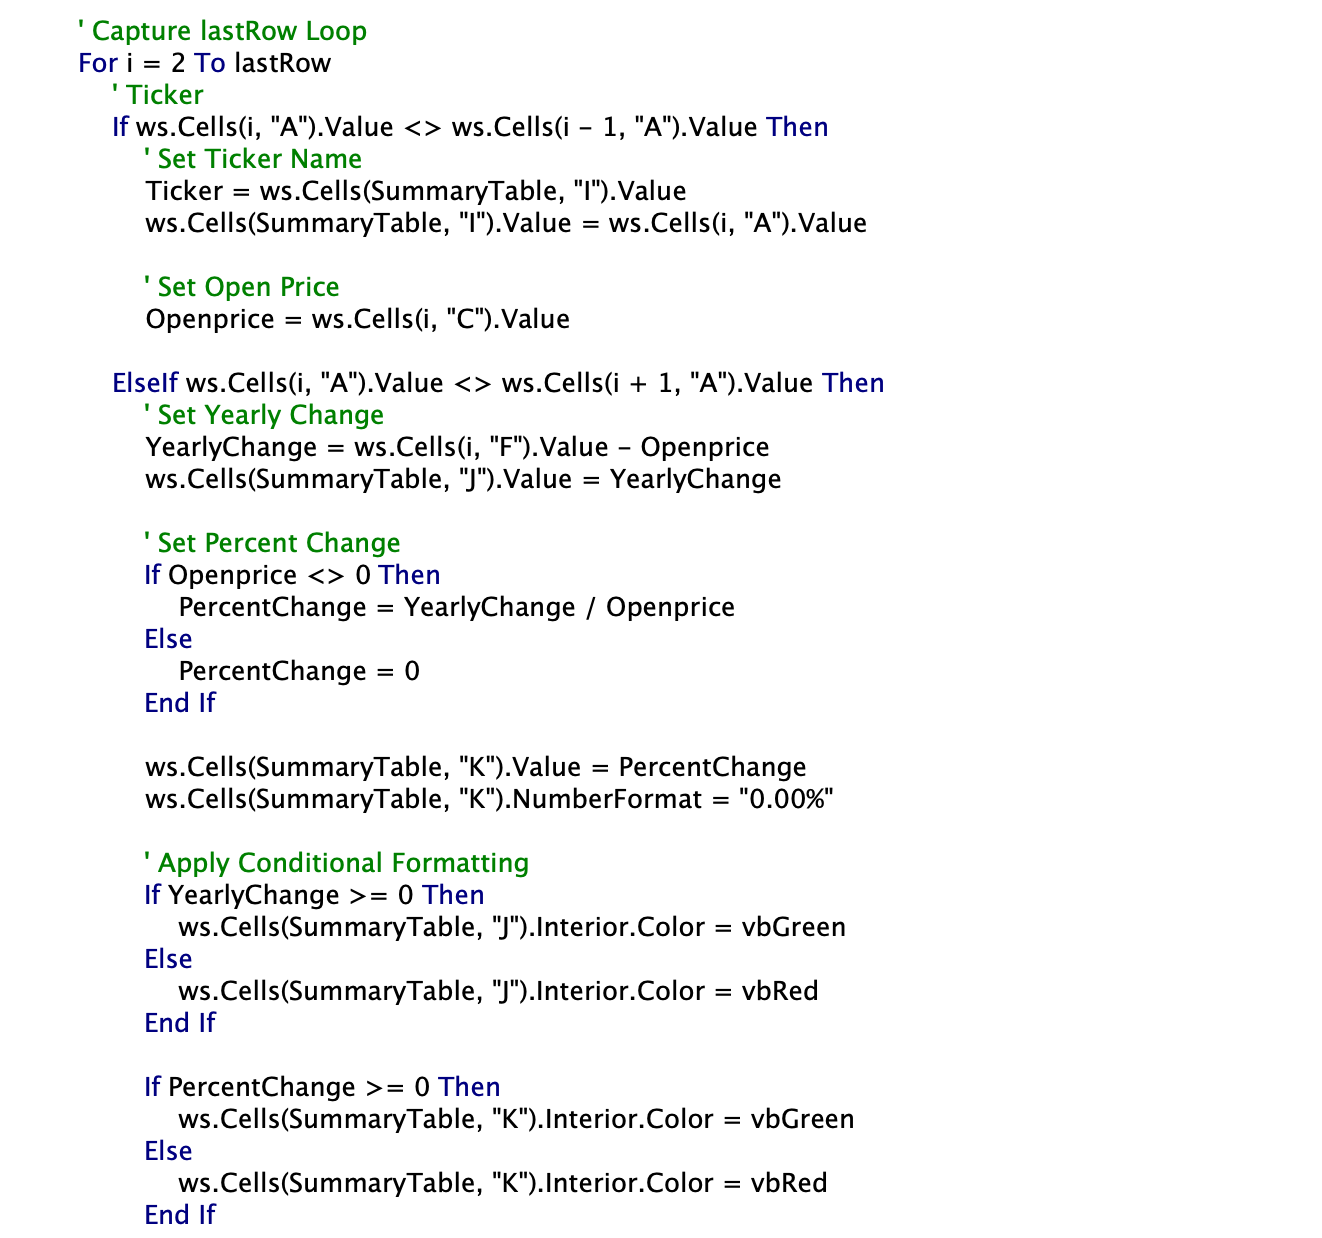 ' Capture lastRow Loop
For i = 2 To lastRow
' Ticker
If ws.Cells(i, "A").Value <> ws.Cells(i - 1, "A").Value Then
' Set Ticker Name
Ticker = ws.Cells(SummaryTable, "I").Value
ws.Cells(SummaryTable, "I").Value = ws.Cells(i, "A").Value
' Set Open Price
Openprice = ws.Cells(i, "C").Value
ElseIf ws.Cells(i, "A").Value <> ws.Cells(i + 1, "A").Value Then
' Set Yearly Change
YearlyChange = ws.Cells(i, "F").Value - Openprice
ws.Cells(SummaryTable, "J").Value = YearlyChange
' Set Percent Change
If Openprice <> 0 Then
PercentChange = YearlyChange / Openprice
Else
PercentChange = 0
End If
ws.Cells(SummaryTable, "K").Value = PercentChange
ws.Cells(SummaryTable, "K").NumberFormat = "0.00%"
' Apply Conditional Formatting
If YearlyChange >= 0 Then
ws.Cells(SummaryTable, "J").Interior.Color = vbGreen
Else
ws.Cells(SummaryTable, "J").Interior.Color = vbRed
End If
If PercentChange >= 0 Then
ws.Cells(SummaryTable, "K").Interior.Color = vbGreen
Else
ws.Cells(SummaryTable, "K").Interior.Color = vbRed
End If